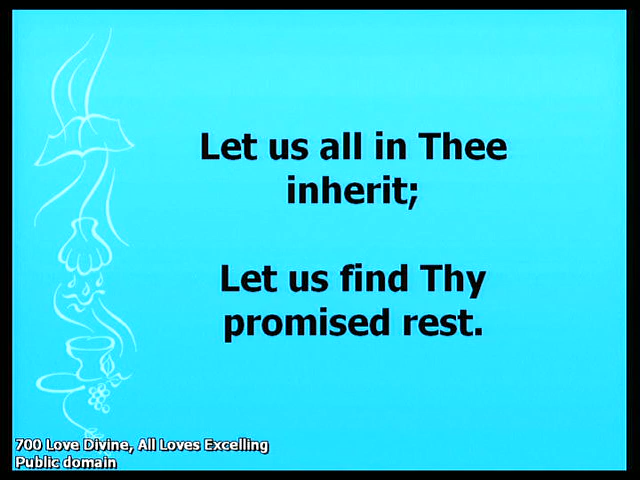 Let us all in Thee
inherit;
Let us find Thy
promised rest.
700 Love Divine, All Loves Excelling
Public domain